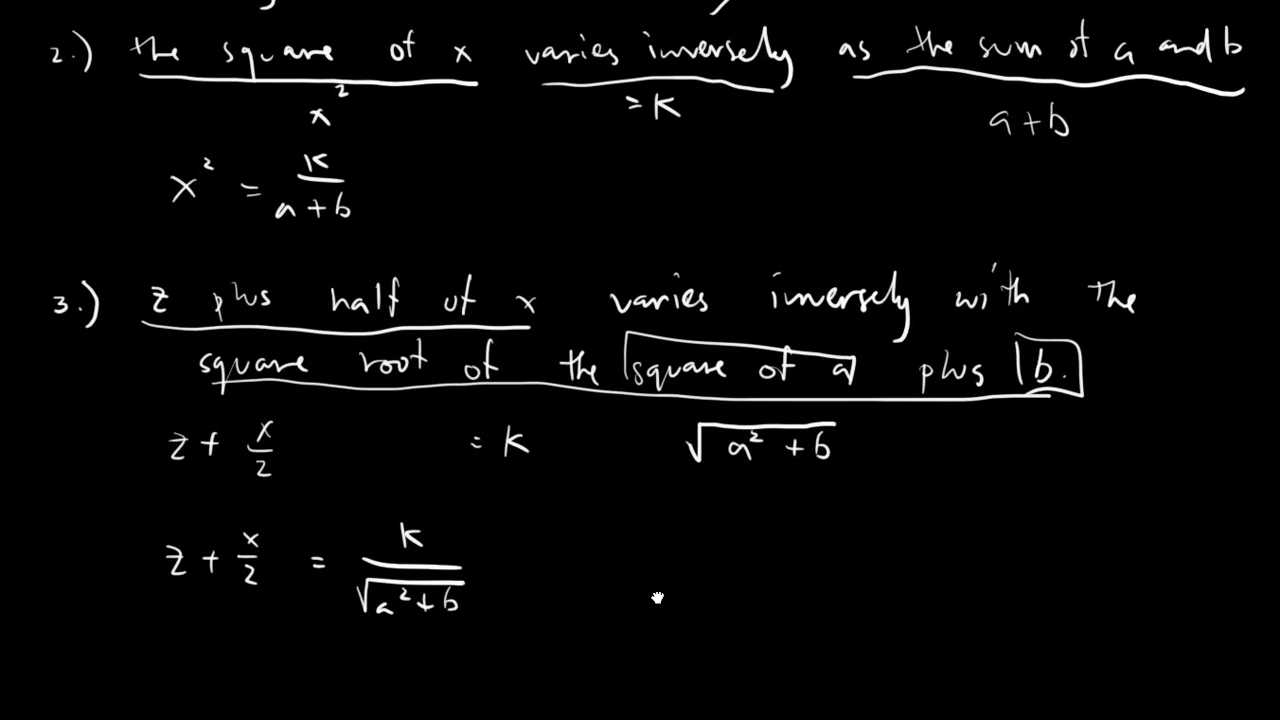 2.) the square of x varies inversely as the sum of a and b
x² = K a+b
x² = K/(a+b)
3.) z plus half of x varies inversely with the
square root of the square of a plus b.
z + x/2 = K √(a²+b)
z + x/2 = K/√(a²+b)